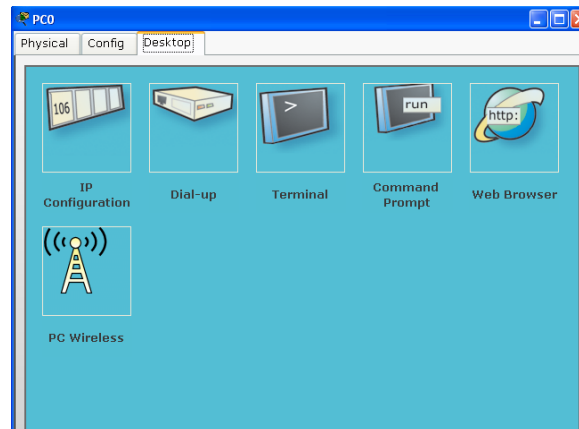 PC0
Physical Config Desktop
106
>
run
http:
IP
Configuration
Dial-up
Terminal
Command
Prompt
Web Browser
PC Wireless